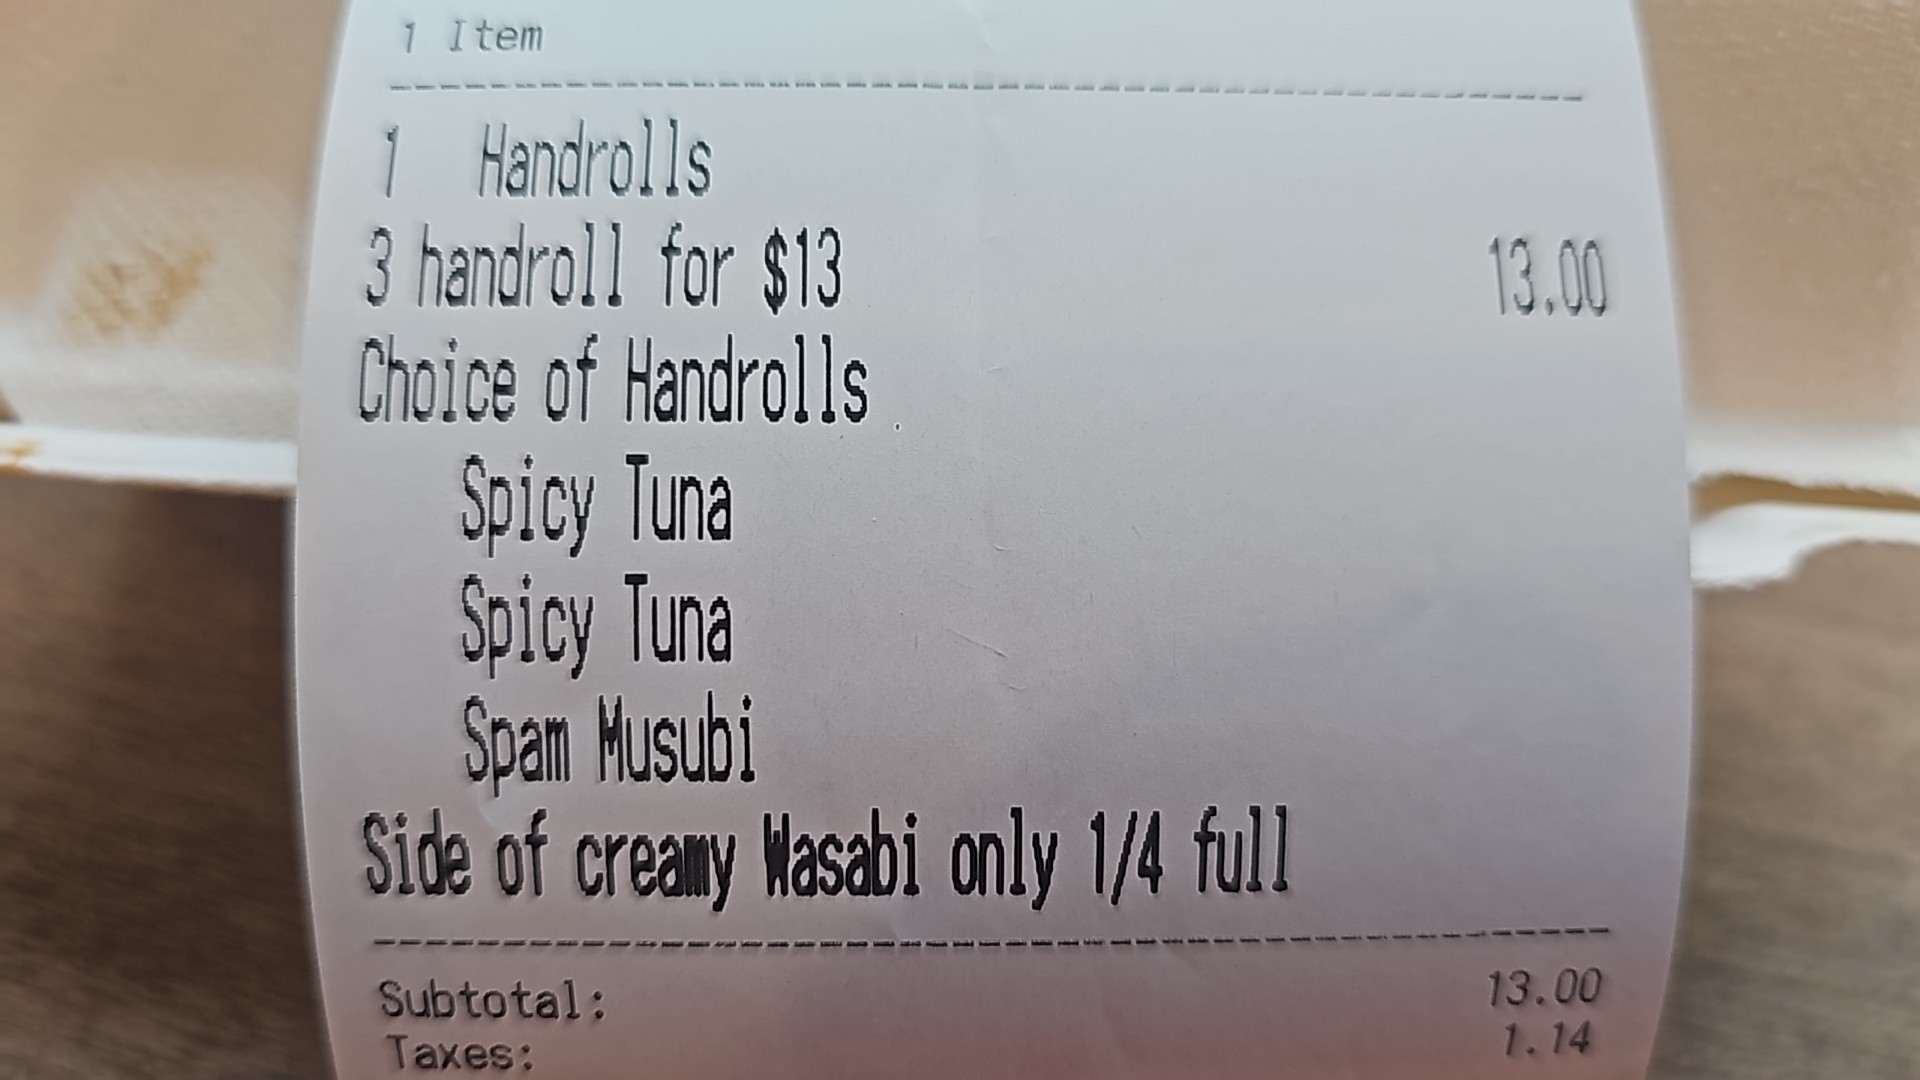 1 Item
1 Handrolls
3 handroll for $13 13.00
Choice of Handrolls
Spicy Tuna
Spicy Tuna
Spam Musubi
Side of creamy Wasabi only 1/4 full
Subtotal: 13.00
Taxes: 1.14